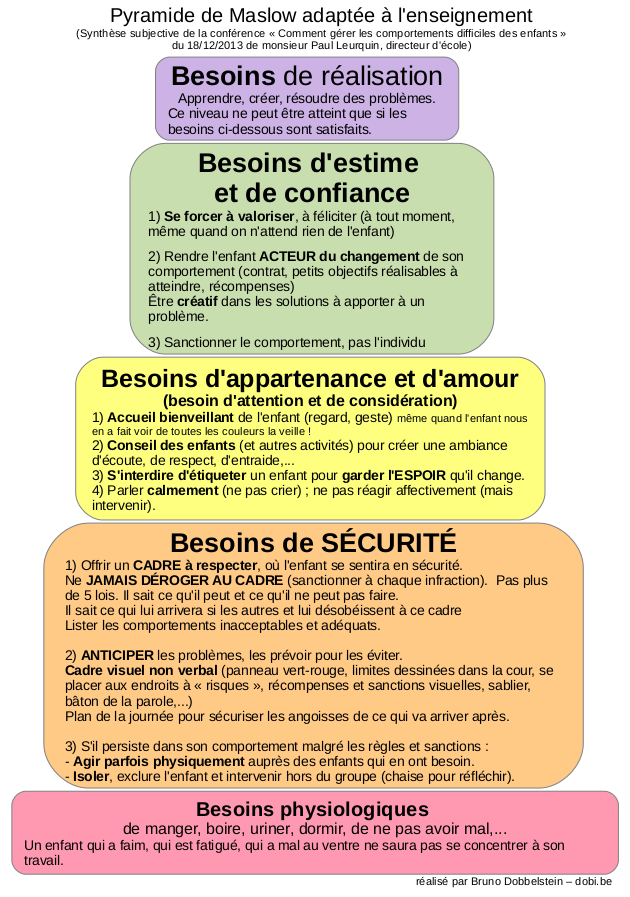 Pyramide de Maslow adaptée à l'enseignement
(Synthèse subjective de la conférence « Comment gérer les comportements difficiles des enfants »
du 18/12/2013 de monsieur Paul Leurquin, directeur d'école)
Besoins de réalisation
Apprendre, créer, résoudre des problèmes.
Ce niveau ne peut être atteint que si les
besoins ci-dessous sont satisfaits.
Besoins d'estime
et de confiance
1) Se forcer à valoriser, à féliciter (à tout moment,
même quand on n'attend rien de l'enfant)
2) Rendre l'enfant ACTEUR du changement de son
comportement (contrat, petits objectifs réalisables à
atteindre, récompenses)
Être créatif dans les solutions à apporter à un
problème.
3) Sanctionner le comportement, pas l'individu
Besoins d'appartenance et d'amour
(besoin d'attention et de considération)
1) Accueil bienveillant de l'enfant (regard, geste) même quand l'enfant nous
en a fait voir de toutes les couleurs la veille !
2) Conseil des enfants (et autres activités) pour créer une ambiance
d'écoute, de respect, d'entraide,...
3) S'interdire d'étiqueter un enfant pour garder l'ESPOIR qu'il change.
4) Parler calmement (ne pas crier) ; ne pas réagir affectivement (mais
intervenir).
Besoins de SÉCURITÉ
1) Offrir un CADRE à respecter, où l'enfant se sentira en sécurité.
Ne JAMAIS DÉROGER AU CADRE (sanctionner à chaque infraction).  Pas plus
de 5 lois. Il sait ce qu'il peut et ce qu'il ne peut pas faire.
Il sait ce qui lui arrivera si les autres et lui désobéissent à ce cadre
Lister les comportements inacceptables et adéquats.
2) ANTICIPER les problèmes, les prévoir pour les éviter.
Cadre visuel non verbal (panneau vert-rouge, limites dessinées dans la cour, se
placer aux endroits à « risques », récompenses et sanctions visuelles, sablier,
bâton de la parole,...)
Plan de la journée pour sécuriser les angoisses de ce qui va arriver après.
3) S'il persiste dans son comportement malgré les règles et sanctions :
- Agir parfois physiquement auprès des enfants qui en ont besoin.
- Isoler, exclure l'enfant et intervenir hors du groupe (chaise pour réfléchir).
Besoins physiologiques
de manger, boire, uriner, dormir, de ne pas avoir mal,...
Un enfant qui a faim, qui est fatigué, qui a mal au ventre ne saura pas se concentrer à son
travail.
réalisé par Bruno Dobbelstein – dobi.be